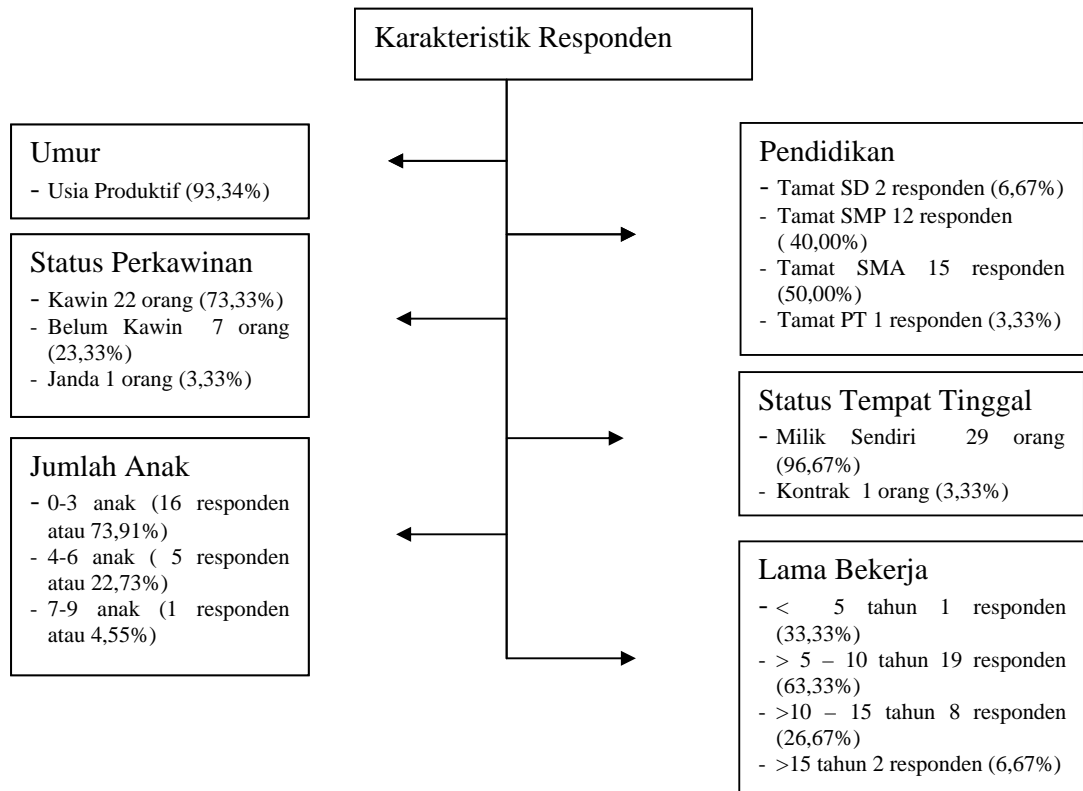 Karakteristik Responden
Umur
- Usia Produktif (93,34%)
Status Perkawinan
- Kawin 22 orang (73,33%)
- Belum Kawin 7 orang
(23,33%)
- Janda 1 orang (3,33%)
Jumlah Anak
- 0-3 anak (16 responden
atau 73,91%)
- 4-6 anak ( 5 responden
atau 22,73%)
- 7-9 anak (1 responden
atau 4,55%)
Pendidikan
- Tamat SD 2 responden (6,67%)
- Tamat SMP 12 responden
( 40,00%)
- Tamat SMA 15 responden
(50,00%)
- Tamat PT 1 responden (3,33%)
Status Tempat Tinggal
- Milik Sendiri 29 orang
(96,67%)
- Kontrak 1 orang (3,33%)
Lama Bekerja
- < 5 tahun 1 responden
(33,33%)
- > 5 – 10 tahun 19 responden
(63,33%)
- >10 – 15 tahun 8 responden
(26,67%)
- >15 tahun 2 responden (6,67%)